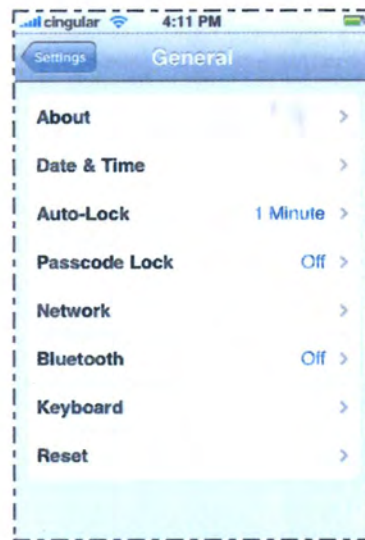 cingular 4:11 PM
Settings General
About
Date & Time
Auto-Lock 1 Minute
Passcode Lock Off
Network
Bluetooth Off
Keyboard
Reset